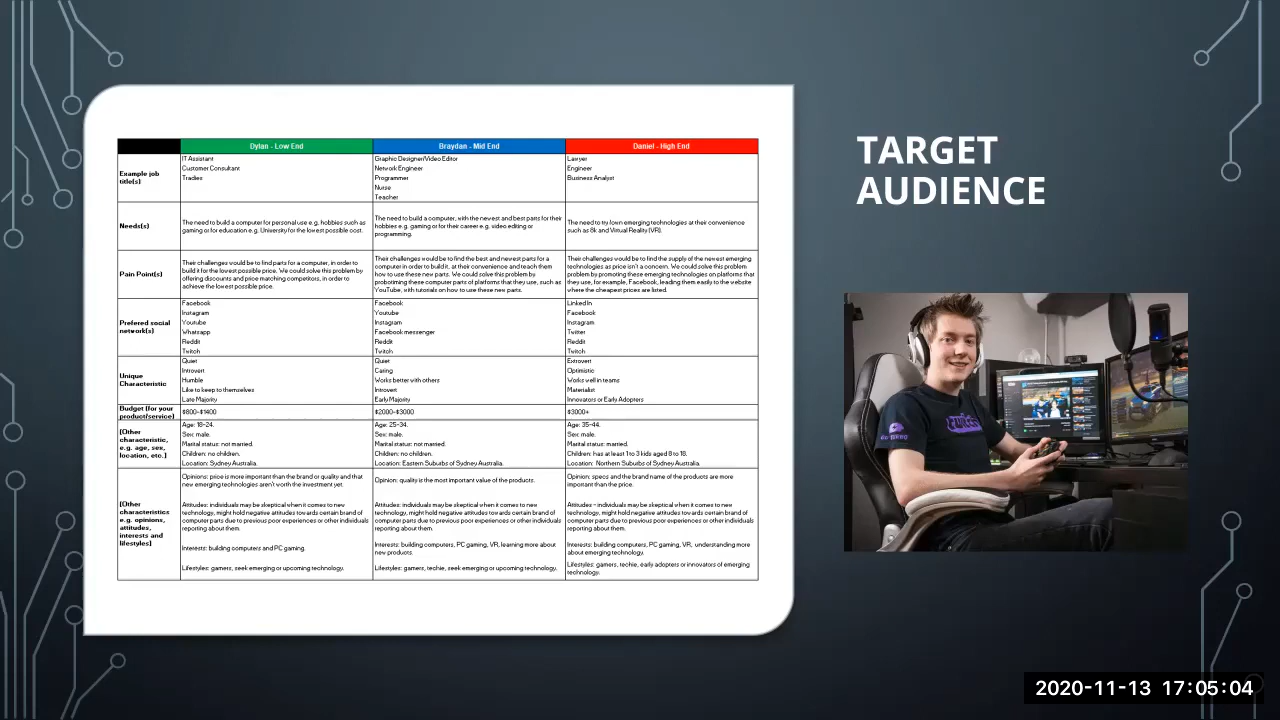 TARGET
AUDIENCE
Dylan - Low End
Braydan - Mid End
Daniel - High End
Example job
title(s)
IT Assistant
Customer Consultant
Tradies
Graphic Designer/Video Editor
Network Engineer
Programmer
Nurse
Teacher
Lawyer
Engineer
Business Analyst
Needs(s)
The need to build a computer for personal use e.g. hobbies such as
gaming or for education e.g. University for the lowest possible cost.
The need to build a computer, with the newest and best parts for their
hobbies e.g. gaming or for their career e.g. video editing or
programming.
The need to try/own emerging technologies at their convenience
such as 8k and Virtual Reality (VR).
Pain Point(s)
Their challenges would be to find parts for a computer, in order to
build it for the lowest possible price. We could solve this problem by
offering discounts and price matching competitors, in order to
achieve the lowest possible price.
Their challenges would be to find the best and newest parts for a
computer in order to build it, at their convenience and teach them
how to use these new parts. We could solve this problem by
probotiming these computer parts of platforms that they use, such as
YouTube, with tutorials on how to use these new parts.
Their challenges would be to find the supply of the newest emerging
technologies as price isn't a concern. We could solve this problem
problem by promoting these emerging technologies on platforms that
they use, for example, Facebook, leading them easily to the website
where the cheapest prices are listed.
Prefered social
network(s)
Facebook
Instagram
Youtube
Whatsapp
Reddit
Twitch
Facebook
Youtube
Instagram
Facebook messenger
Reddit
Twitch
LinkedIn
Facebook
Instagram
Twitter
Reddit
Twitch
Unique
Characteristic
Quiet
Introvert
Humble
Like to keep to themselves
Late Majority
Quiet
Caring
Works better with others
Introvert
Early Majority
Extrovert
Optimistic
Works well in teams
Materialist
Innovators or Early Adopters
Budget (for your
product/service)
$800-$1400
$2000-$3000
$3000+
(Other
characteristic,
e.g. age, sex,
location, etc.)
Age: 18-24.
Sex: male.
Marital status: not married.
Children: no children.
Location: Sydney Australia.
Age: 25-34.
Sex: male.
Marital status: not married.
Children: no children.
Location: Eastern Suburbs of Sydney Australia.
Age: 35-44.
Sex: male.
Marital status: married.
Children: has at least 1 to 3 kids aged 8 to 18.
Location: Northern Suburbs of Sydney Australia.
(Other
characteristics
e.g. opinions,
attitudes,
interests and
lifestyles)
Opinions: price is more important than the brand or quality and that
new emerging technologies aren't worth the investment yet.
Attitudes: individuals may be skeptical when it comes to new
technology, might hold negative attitudes towards certain brand of
computer parts due to previous poor experiences or other individuals
reporting about them.
Interests: building computers and PC gaming.
Lifestyles: gamers, seek emerging or upcoming technology.
Opinion: quality is the most important value of the products.
Attitudes: individuals may be skeptical when it comes to new
technology, might hold negative attitudes towards certain brand of
computer parts due to previous poor experiences or other individuals
reporting about them.
Interests: building computers, PC gaming, VR, learning more about
new products.
Lifestyles: gamers, techie, seek emerging or upcoming technology.
Opinion: specs and the brand name of the products are more
important than the price.
Attitudes - individuals may be skeptical when it comes to new
technology, might hold negative attitudes towards certain brand of
computer parts due to previous poor experiences or other individuals
reporting about them.
Interests: building computers, PC gaming, VR, understanding more
about emerging technology.
Lifestyles: gamers, techie, early adopters or innovators of emerging
technology.
2020-11-13 17:05:04